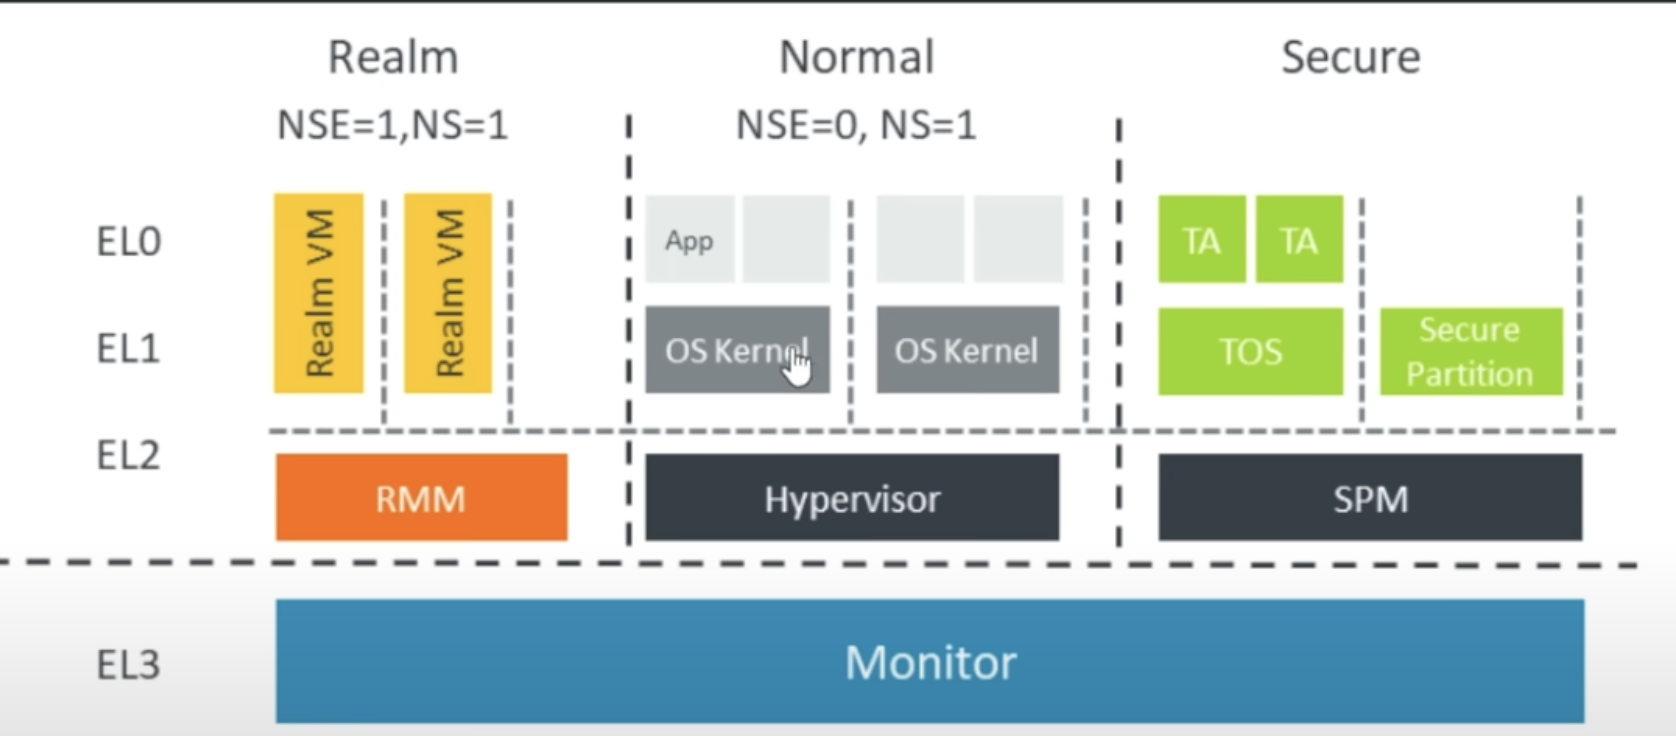 Realm
Normal
Secure
NSE=1,NS=1
NSE=0, NS=1
EL0
Realm VM
Realm VM
App
TA
TA
EL1
OS Kernel
OS Kernel
TOS
Secure
Partition
EL2
RMM
Hypervisor
SPM
EL3
Monitor